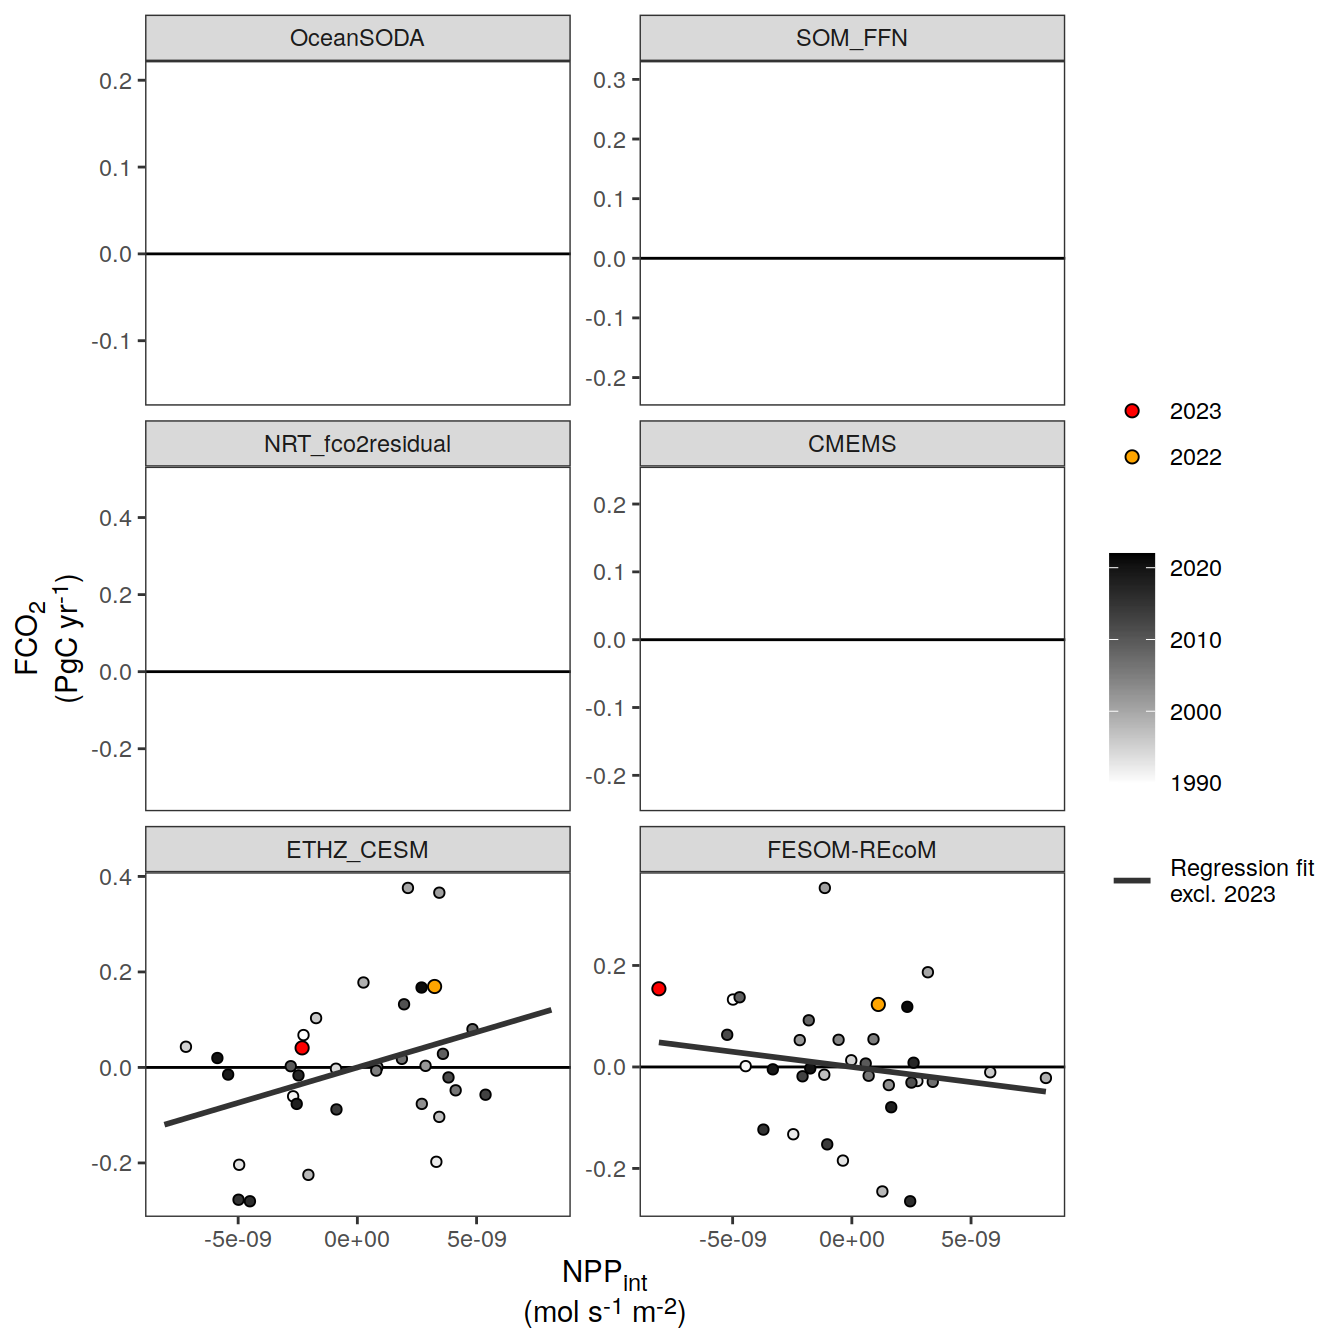 OceanSODA
SOM_FFN
0.2
0.1
0.0
-0.1
0.3
0.2
0.1
0.0
-0.1
-0.2
NRT_fco2residual
CMEMS
0.4
0.2
0.0
-0.2
0.2
0.1
0.0
-0.1
-0.2
ETHZ_CESM
FESOM-REcoM
0.4
0.2
0.0
-0.2
0.2
0.0
-0.2
-5e-09 0e+00 5e-09
-5e-09 0e+00 5e-09
FCO2
(PgC yr-1)
NPPint
(mol s-1 m-2)
2023
2022
2020
2010
2000
1990
Regression fit
excl. 2023